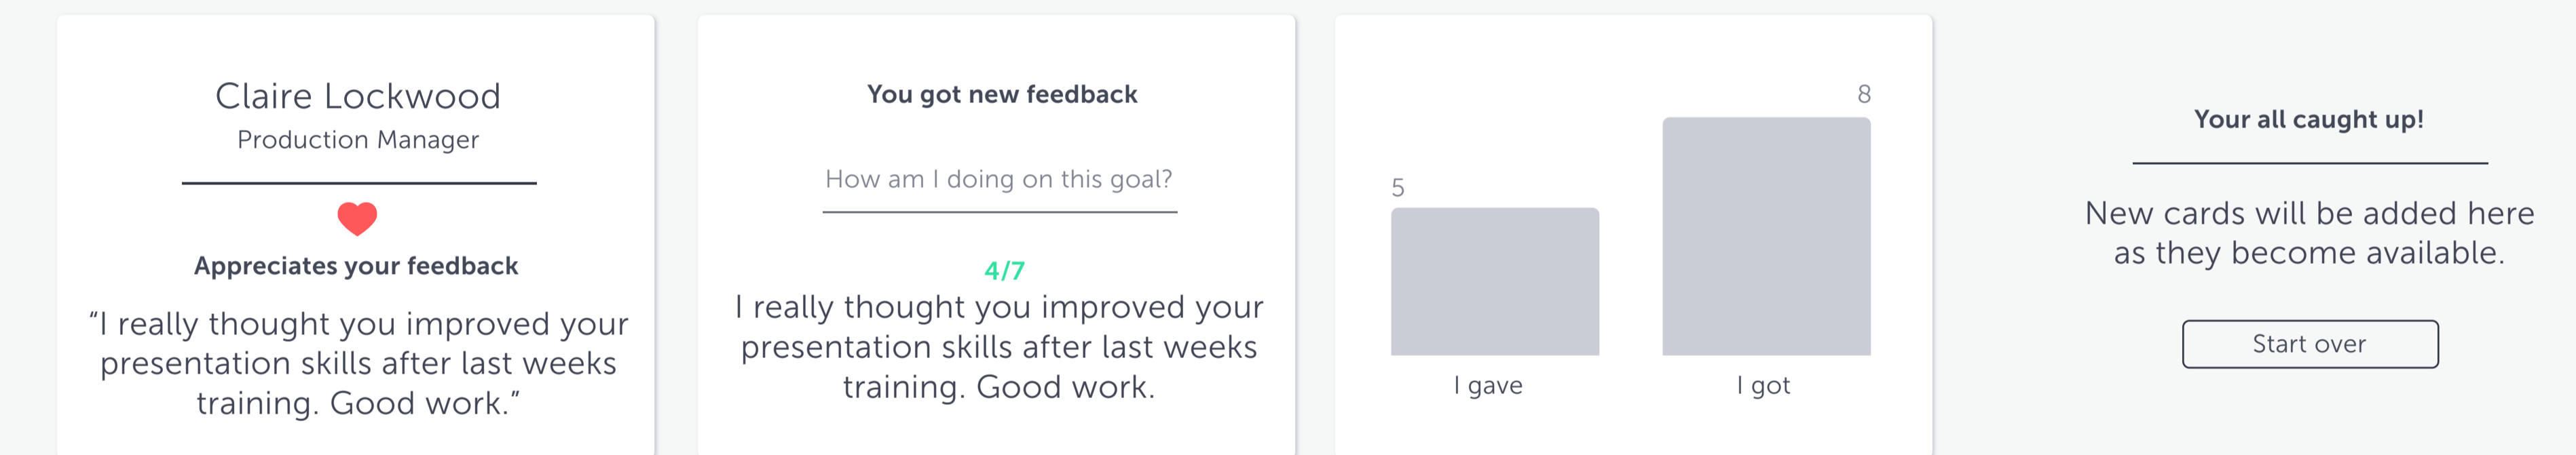 Claire Lockwood
Production Manager
Appreciates your feedback
“I really thought you improved your
presentation skills after last weeks
training. Good work.”
You got new feedback
How am I doing on this goal?
4/7
I really thought you improved your
presentation skills after last weeks
training. Good work.
8
5
I gave
I got
Your all caught up!
New cards will be added here
as they become available.
Start over